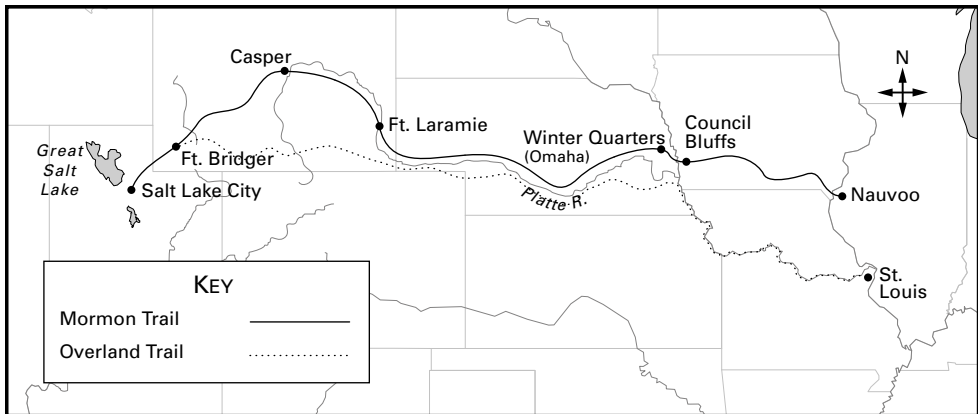 Casper
N
Ft. Laramie
Winter Quarters
(Omaha)
Council
Bluffs
Great
Salt
Lake
Ft. Bridger
Salt Lake City
Platte R.
Nauvoo
St.
Louis
KEY
Mormon Trail
Overland Trail